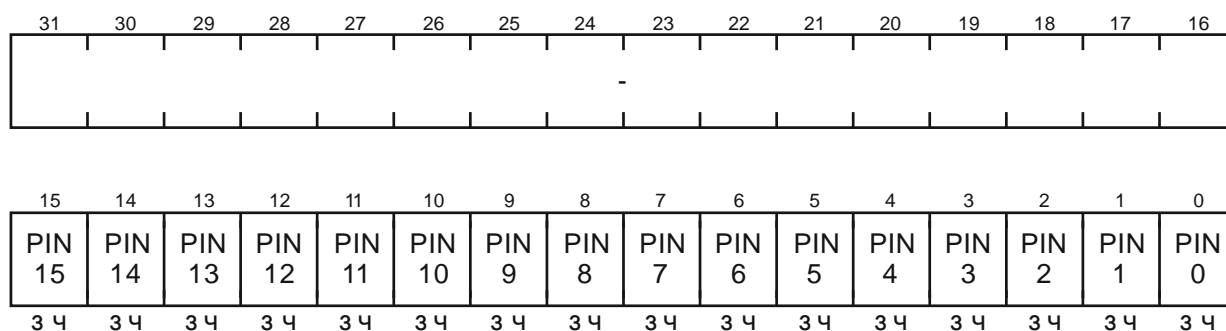 31 30 29 28 27 26 25 24 23 22 21 20 19 18 17 16
-
15 14 13 12 11 10 9 8 7 6 5 4 3 2 1 0
PIN PIN PIN PIN PIN PIN PIN PIN PIN PIN PIN PIN PIN PIN PIN PIN
15 14 13 12 11 10 9 8 7 6 5 4 3 2 1 0
З Ч З Ч З Ч З Ч З Ч З Ч З Ч З Ч З Ч З Ч З Ч З Ч З Ч З Ч З Ч З Ч